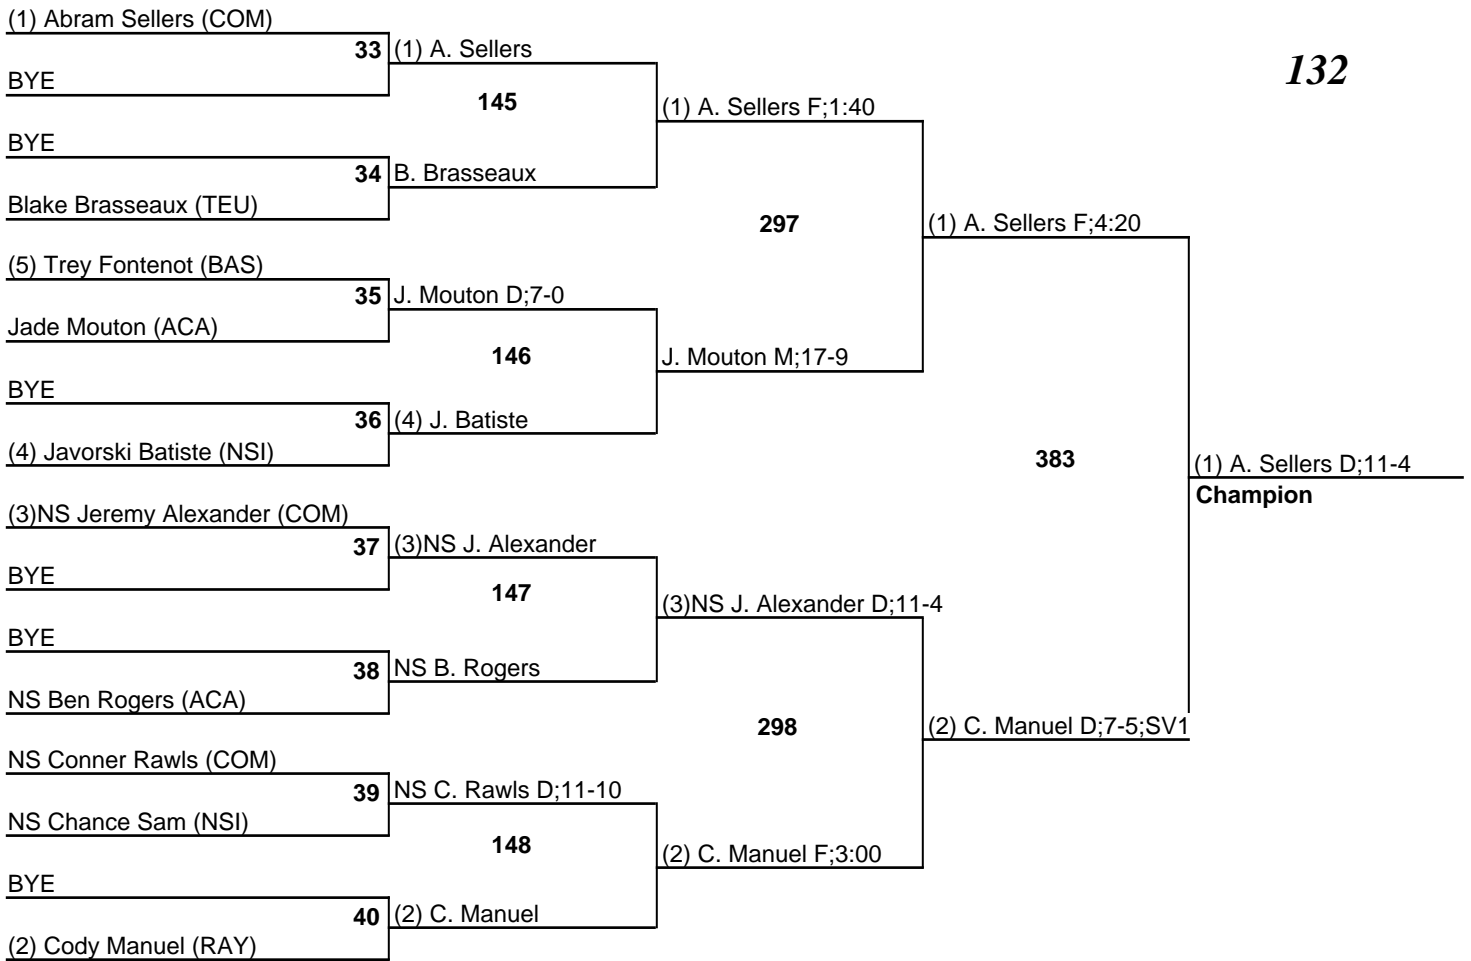 (1) Abram Sellers (COM)
33
(1) A. Sellers
132
BYE
145
(1) A. Sellers F;1:40
BYE
34
B. Brasseaux
Blake Brasseaux (TEU)
297
(1) A. Sellers F;4:20
(5) Trey Fontenot (BAS)
35
J. Mouton D;7-0
Jade Mouton (ACA)
146
J. Mouton M;17-9
BYE
36
(4) J. Batiste
(4) Javorski Batiste (NSI)
383
(1) A. Sellers D;11-4
Champion
(3)NS Jeremy Alexander (COM)
37
(3)NS J. Alexander
BYE
147
(3)NS J. Alexander D;11-4
BYE
38
NS B. Rogers
NS Ben Rogers (ACA)
298
(2) C. Manuel D;7-5;SV1
NS Conner Rawls (COM)
39
NS C. Rawls D;11-10
NS Chance Sam (NSI)
148
(2) C. Manuel F;3:00
BYE
40
(2) C. Manuel
(2) Cody Manuel (RAY)